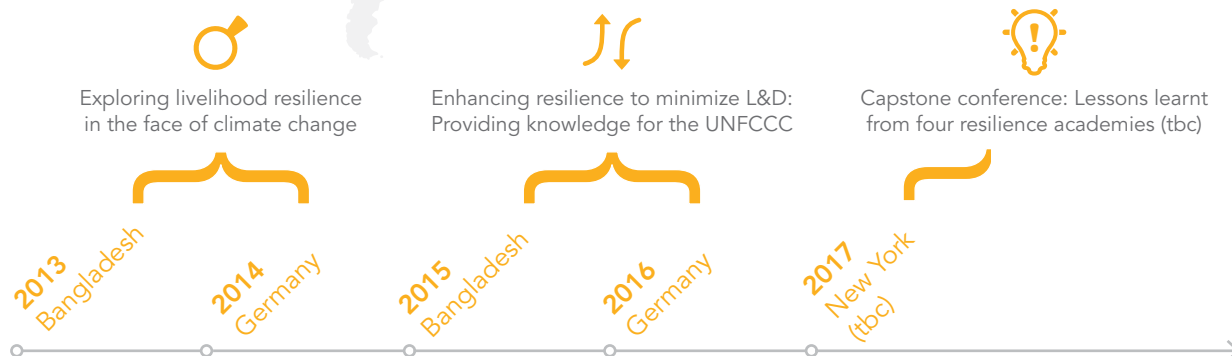 Exploring livelihood resilience
in the face of climate change
Enhancing resilience to minimize L&D:
Providing knowledge for the UNFCCC
Capstone conference: Lessons learnt
from four resilience academies (tbc)
2013
Bangladesh
2014
Germany
2015
Bangladesh
2016
Germany
2017
New York
(tbc)